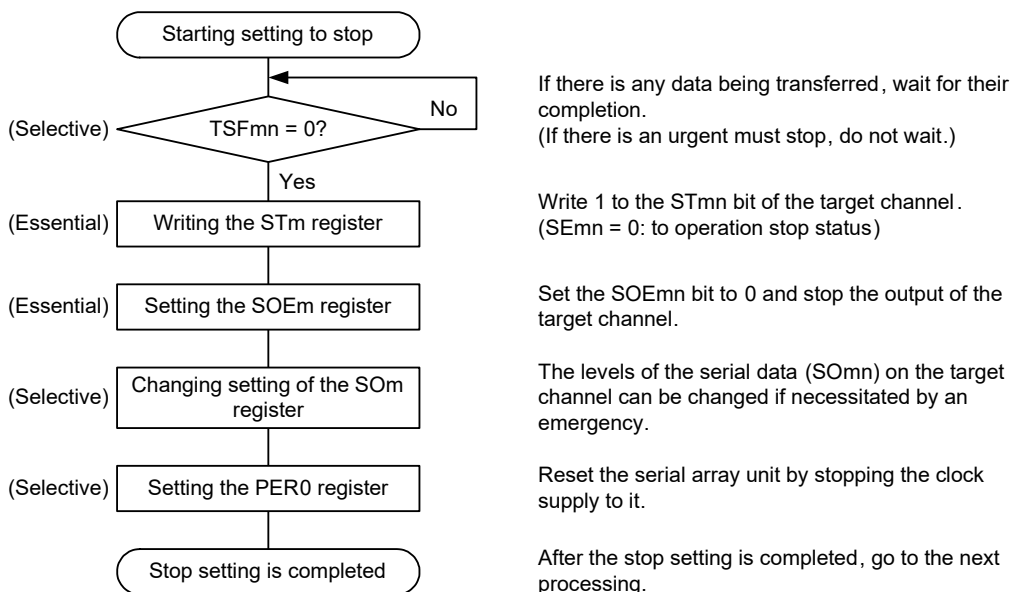 Starting setting to stop
If there is any data being transferred, wait for their
completion.
(If there is an urgent must stop, do not wait.)
No
(Selective)
TSFmn = 0?
Yes
(Essential)
Writing the STm register
Write 1 to the STmn bit of the target channel.
(SEmn = 0: to operation stop status)
(Essential)
Setting the SOEm register
Set the SOEmn bit to 0 and stop the output of the
target channel.
(Selective)
Changing setting of the SOm
register
The levels of the serial data (SOmn) on the target
channel can be changed if necessitated by an
emergency.
(Selective)
Setting the PER0 register
Reset the serial array unit by stopping the clock
supply to it.
Stop setting is completed
After the stop setting is completed, go to the next
processing.